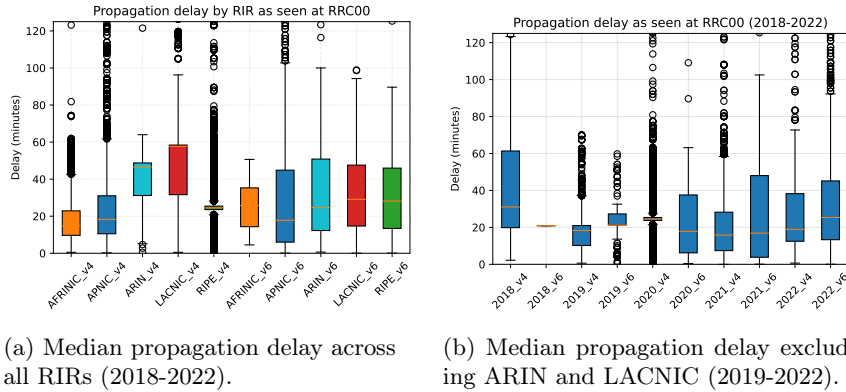 Propagation delay by RIR as seen at RRC00
Delay (minutes)
120
100
80
60
40
20
0
AFRINIC_v4
APNIC_v4
ARIN_v4
LACNIC_v4
RIPE_v4
AFRINIC_v6
APNIC_v6
ARIN_v6
LACNIC_v6
RIPE_v6
(a) Median propagation delay across
all RIRs (2018-2022).
Propagation delay as seen at RRC00 (2018-2022)
Delay (minutes)
120
100
80
60
40
20
0
2018_v4
2018_v6
2019_v4
2019_v6
2020_v4
2020_v6
2021_v4
2021_v6
2022_v4
2022_v6
(b) Median propagation delay exclud-
ing ARIN and LACNIC (2019-2022).